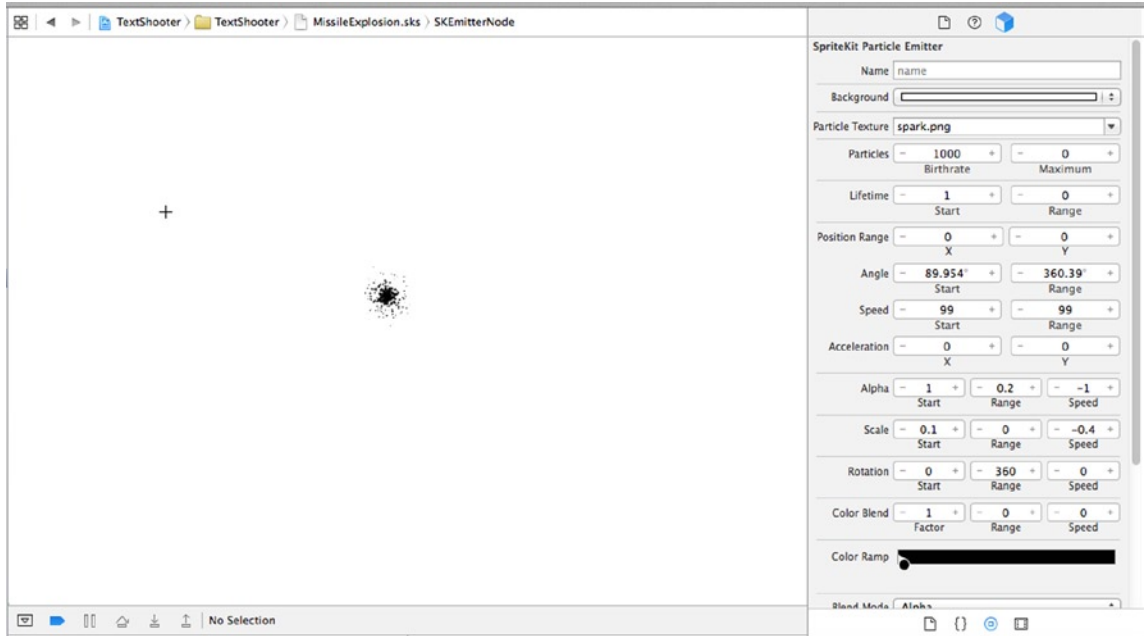 TextShooter TextShooter MissileExplosion.sks SKEmitterNode
SpriteKit Particle Emitter
Name name
Background
Particle Texture spark.png
Particles - 1000 + - 0 +
Birthrate Maximum
Lifetime - 1 + - 0 +
Start Range
Position Range - 0 + - 0 +
X Y
Angle - 89.954° + - 360.39° +
Start Range
Speed - 99 + - 99 +
Start Range
Acceleration - 0 + - 0 +
X Y
Alpha - 1 + - 0.2 + - -1 +
Start Range Speed
Scale - 0.1 + - 0 + - -0.4 +
Start Range Speed
Rotation - 0 + - 360 + - 0 +
Start Range Speed
Color Blend - 1 + - 0 + - 0 +
Factor Range Speed
Color Ramp
Blend Mode Alpha
No Selection